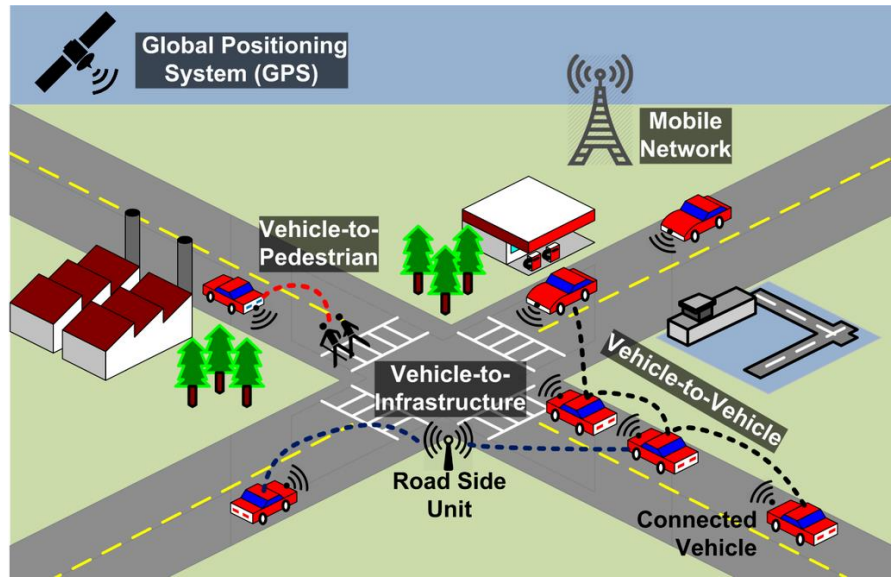 Global Positioning
System (GPS)
Mobile
Network
Vehicle-to-
Pedestrian
Vehicle-to-Vehicle
Vehicle-to-
Infrastructure
Road Side
Unit
Connected
Vehicle